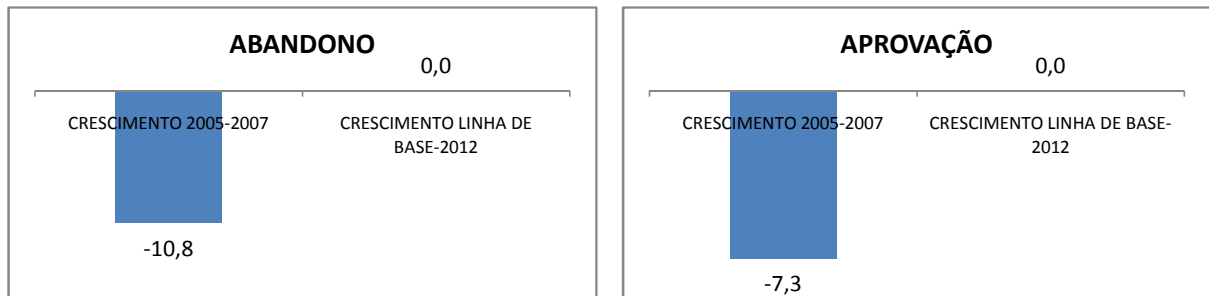 ABANDONO
0,0
CRESCIMENTO 2005-2007
CRESCIMENTO LINHA DE
BASE-2012
-10,8
APROVAÇÃO
0,0
CRESCIMENTO 2005-2007
CRESCIMENTO LINHA DE BASE-
2012
-7,3